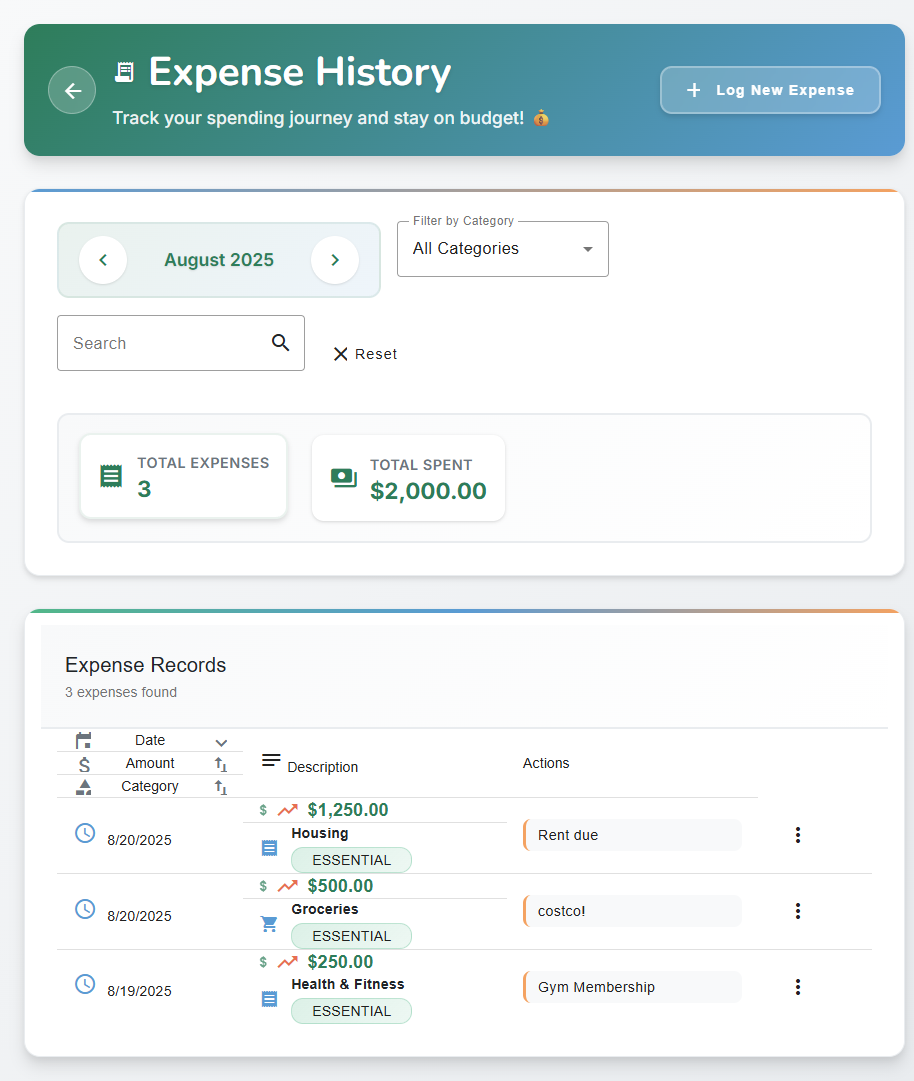 Expense History
Track your spending journey and stay on budget! 💰
+ Log New Expense
August 2025
Filter by Category
All Categories
Search
Reset
TOTAL EXPENSES
3
TOTAL SPENT
$2,000.00
Expense Records
3 expenses found
Date
$ Amount
Category
Description
Actions
8/20/2025
$ $1,250.00
Housing
ESSENTIAL
Rent due
8/20/2025
$ $500.00
Groceries
ESSENTIAL
costco!
8/19/2025
$ $250.00
Health & Fitness
ESSENTIAL
Gym Membership